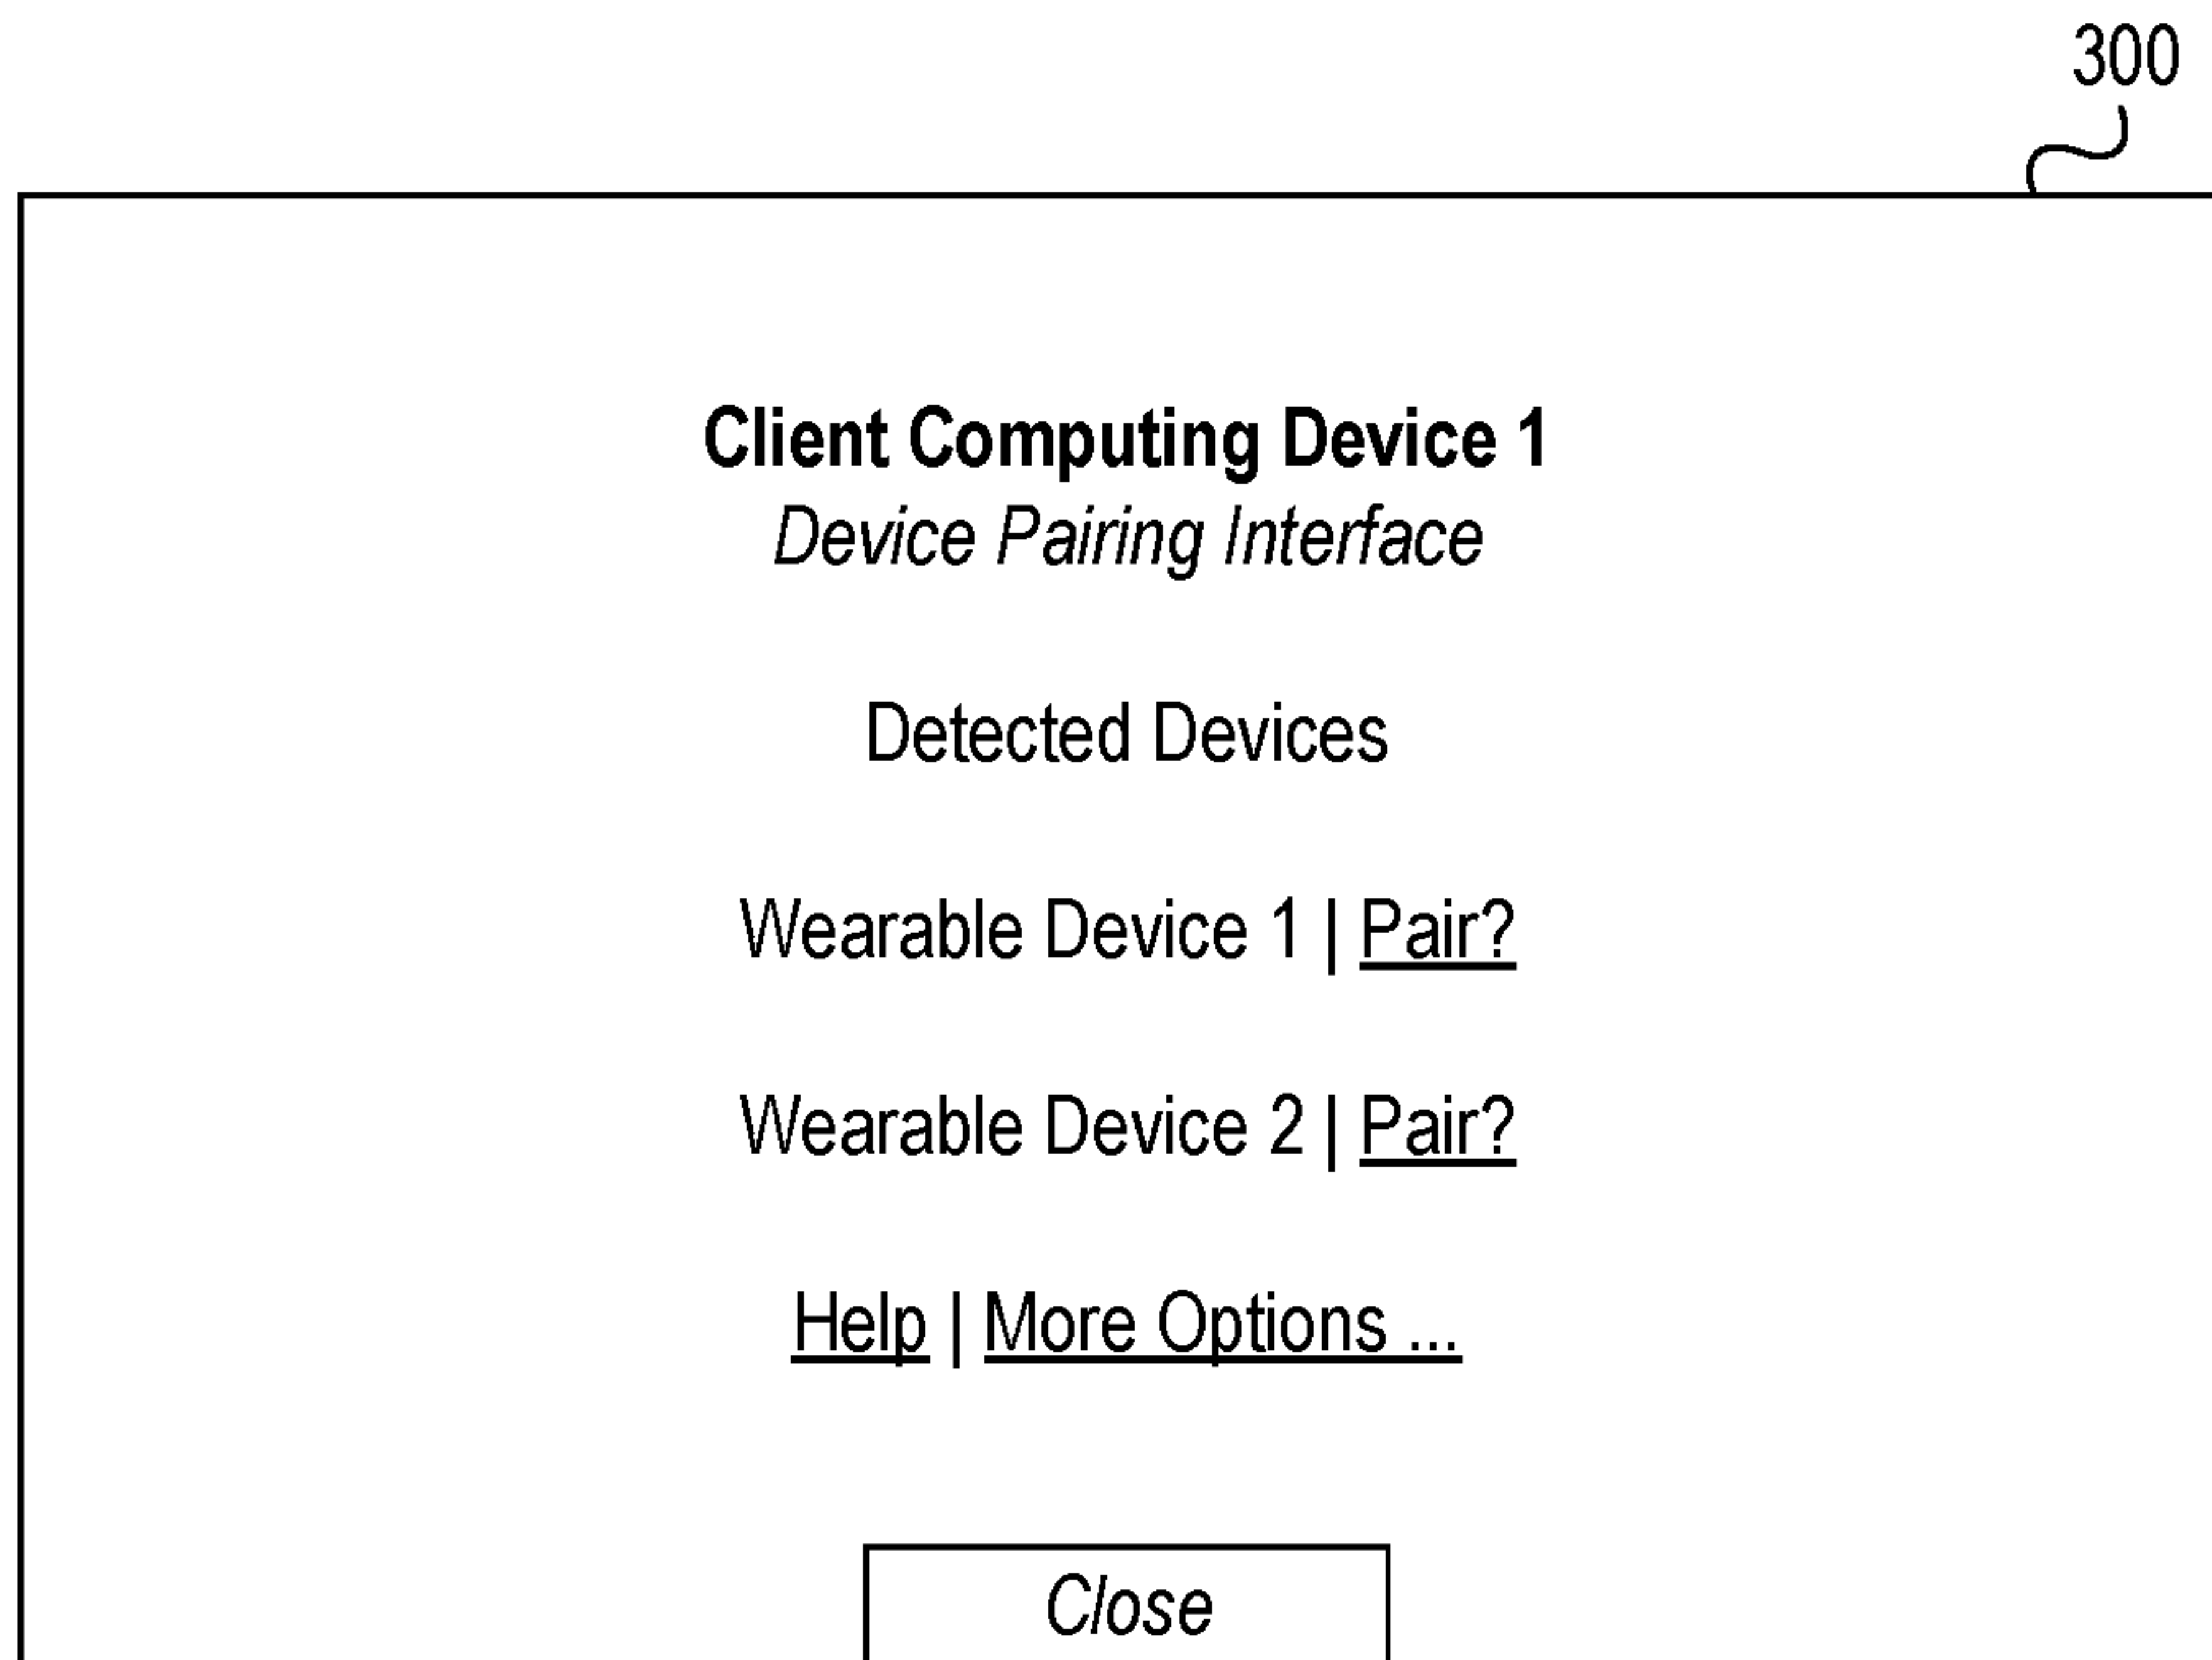 300
Client Computing Device 1
Device Pairing Interface
Detected Devices
Wearable Device 1 | Pair?
Wearable Device 2 | Pair?
Help | More Options ...
Close